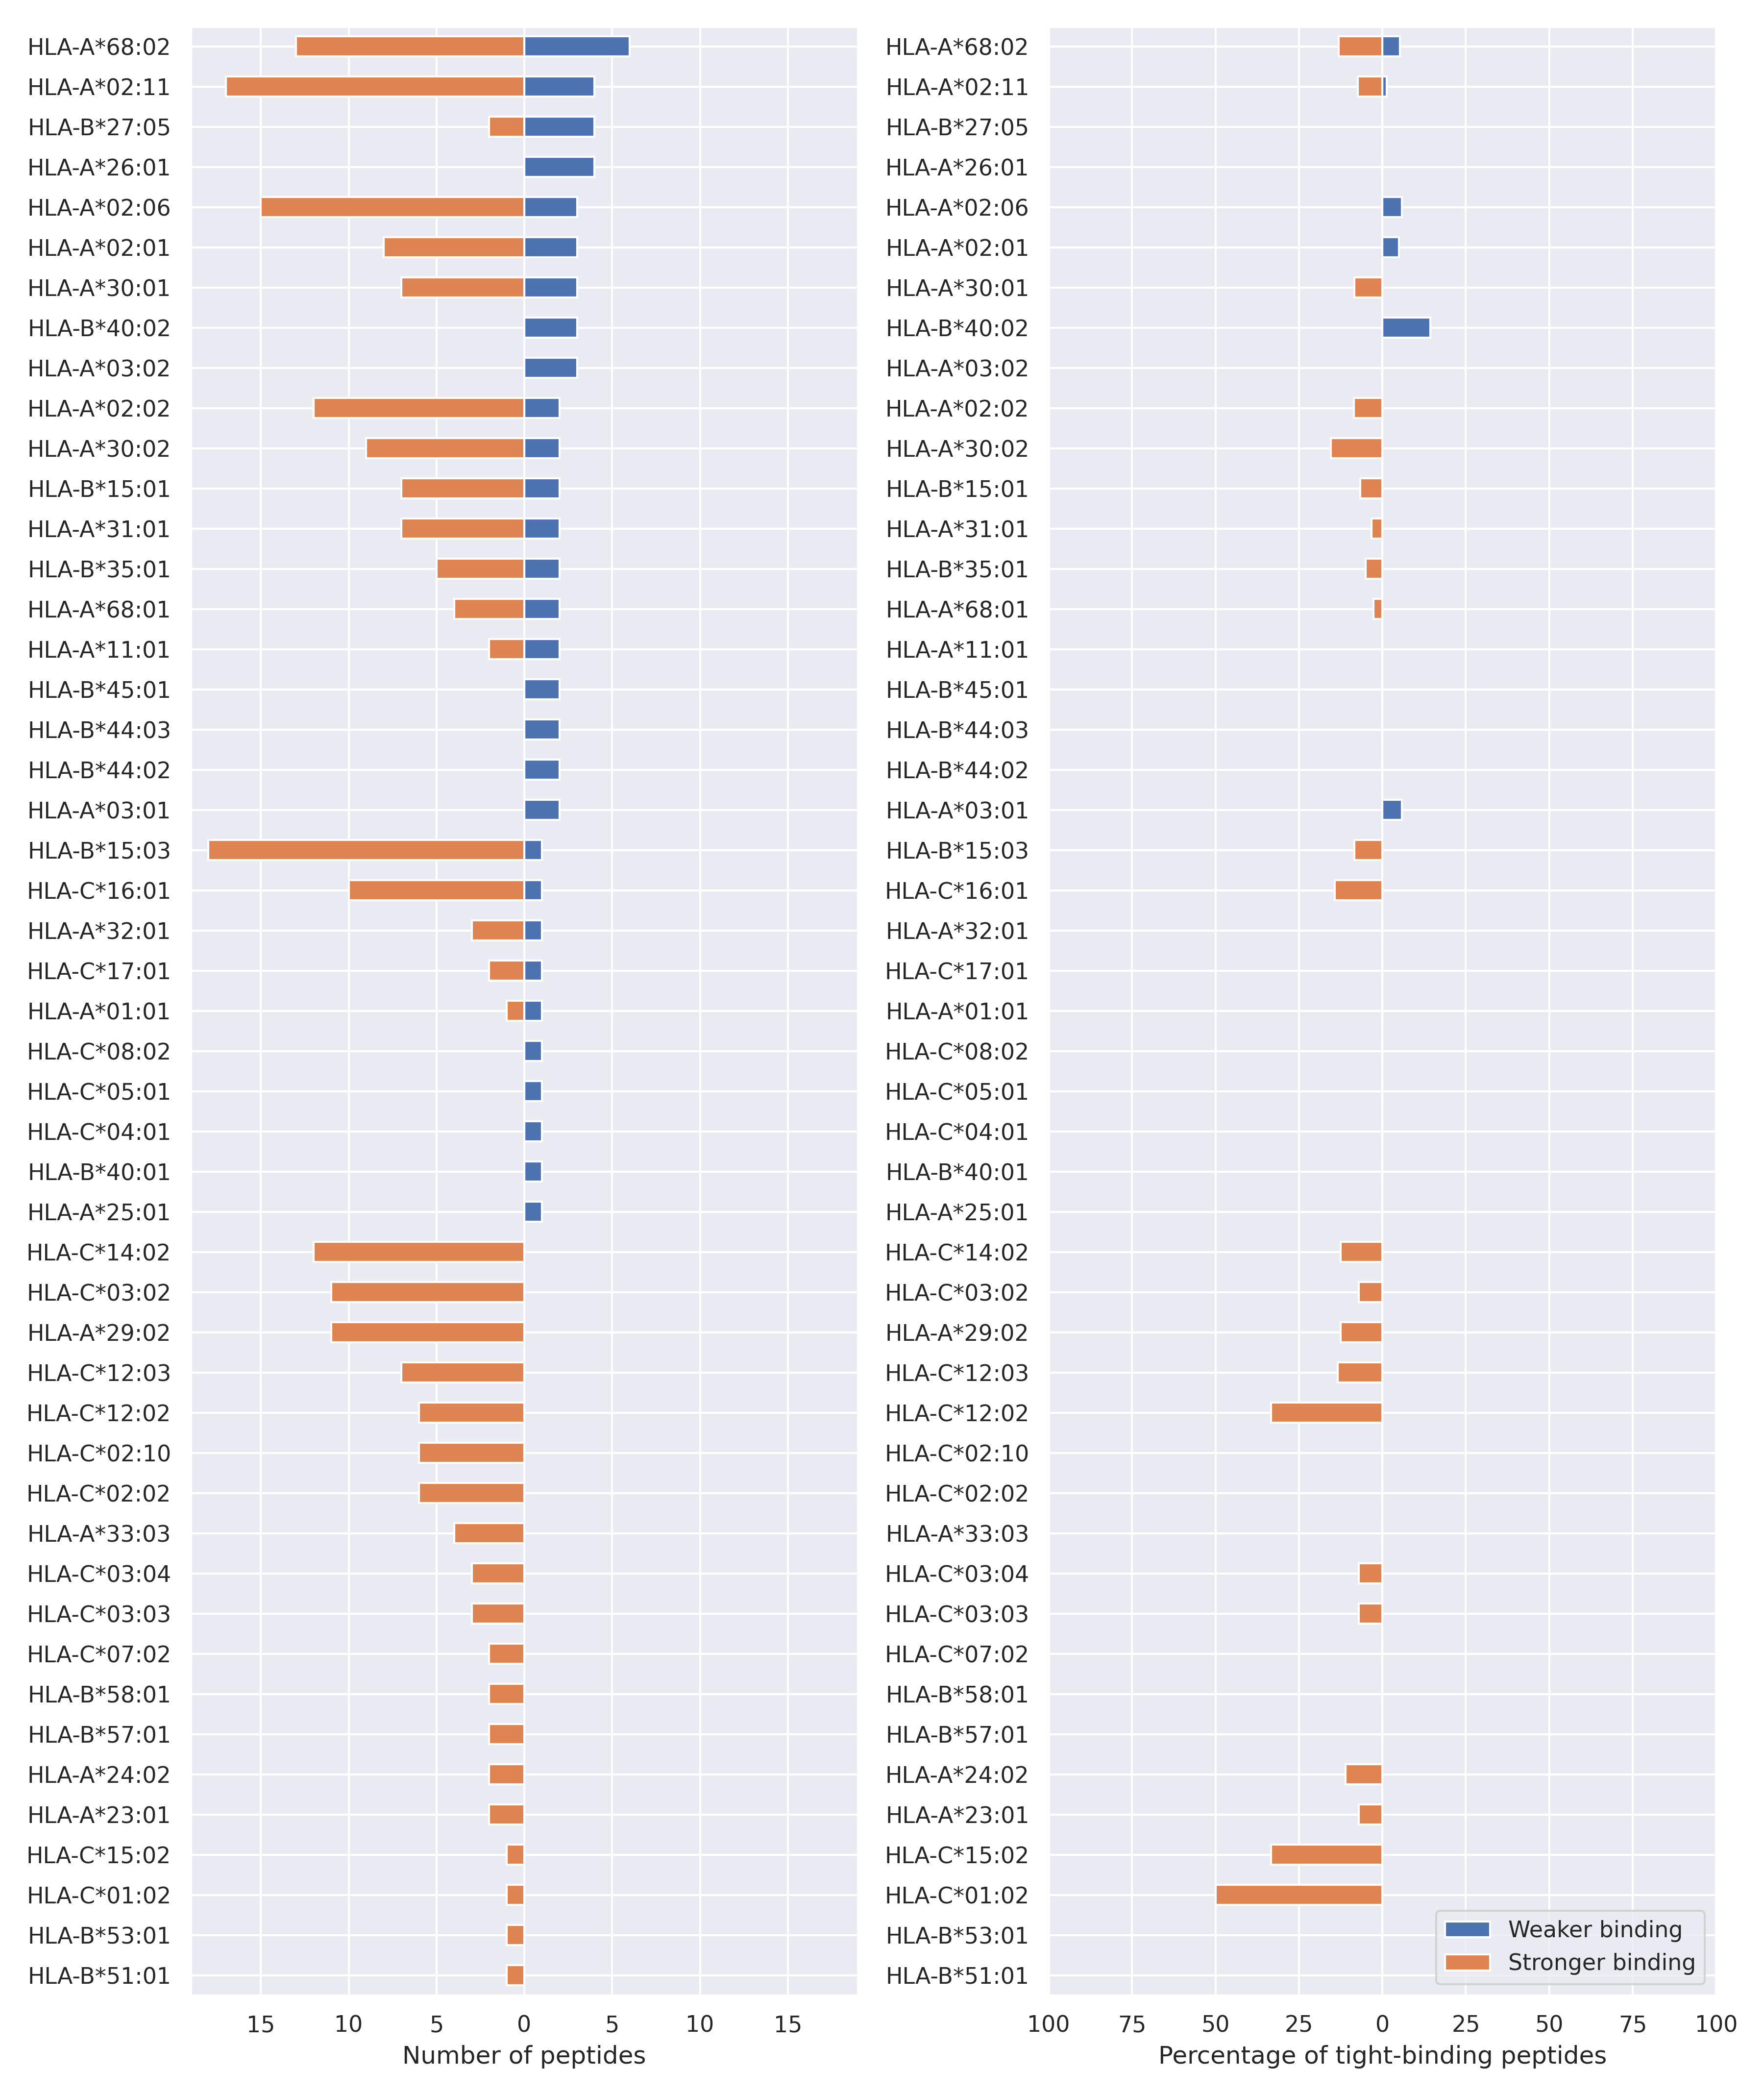 HLA-A*68:02
HLA-A*02:11
HLA-B*27:05
HLA-A*26:01
HLA-A*02:06
HLA-A*02:01
HLA-A*30:01
HLA-B*40:02
HLA-A*03:02
HLA-A*02:02
HLA-A*30:02
HLA-B*15:01
HLA-A*31:01
HLA-B*35:01
HLA-A*68:01
HLA-A*11:01
HLA-B*45:01
HLA-B*44:03
HLA-B*44:02
HLA-A*03:01
HLA-B*15:03
HLA-C*16:01
HLA-A*32:01
HLA-C*17:01
HLA-A*01:01
HLA-C*08:02
HLA-C*05:01
HLA-C*04:01
HLA-B*40:01
HLA-A*25:01
HLA-C*14:02
HLA-C*03:02
HLA-A*29:02
HLA-C*12:03
HLA-C*12:02
HLA-C*02:10
HLA-C*02:02
HLA-A*33:03
HLA-C*03:04
HLA-C*03:03
HLA-C*07:02
HLA-B*58:01
HLA-B*57:01
HLA-A*24:02
HLA-A*23:01
HLA-C*15:02
HLA-C*01:02
HLA-B*53:01
HLA-B*51:01
15 10 5 0 5 10 15
Number of peptides
HLA-A*68:02
HLA-A*02:11
HLA-B*27:05
HLA-A*26:01
HLA-A*02:06
HLA-A*02:01
HLA-A*30:01
HLA-B*40:02
HLA-A*03:02
HLA-A*02:02
HLA-A*30:02
HLA-B*15:01
HLA-A*31:01
HLA-B*35:01
HLA-A*68:01
HLA-A*11:01
HLA-B*45:01
HLA-B*44:03
HLA-B*44:02
HLA-A*03:01
HLA-B*15:03
HLA-C*16:01
HLA-A*32:01
HLA-C*17:01
HLA-A*01:01
HLA-C*08:02
HLA-C*05:01
HLA-C*04:01
HLA-B*40:01
HLA-A*25:01
HLA-C*14:02
HLA-C*03:02
HLA-A*29:02
HLA-C*12:03
HLA-C*12:02
HLA-C*02:10
HLA-C*02:02
HLA-A*33:03
HLA-C*03:04
HLA-C*03:03
HLA-C*07:02
HLA-B*58:01
HLA-B*57:01
HLA-A*24:02
HLA-A*23:01
HLA-C*15:02
HLA-C*01:02
HLA-B*53:01
HLA-B*51:01
Weaker binding
Stronger binding
100 75 50 25 0 25 50 75 100
Percentage of tight-binding peptides